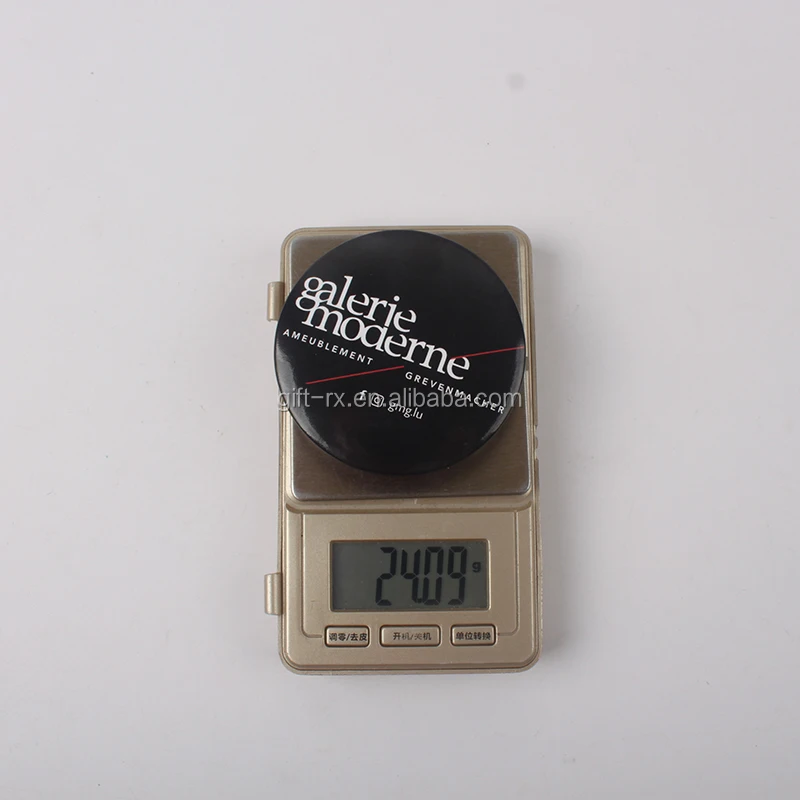 galerie
moderne
AMEUBLEMENT
GREVENMACHER
gmg.lu
gift-rx.en.alibaba.com
24.09 g
调零/去皮 开机/关机 单位转换